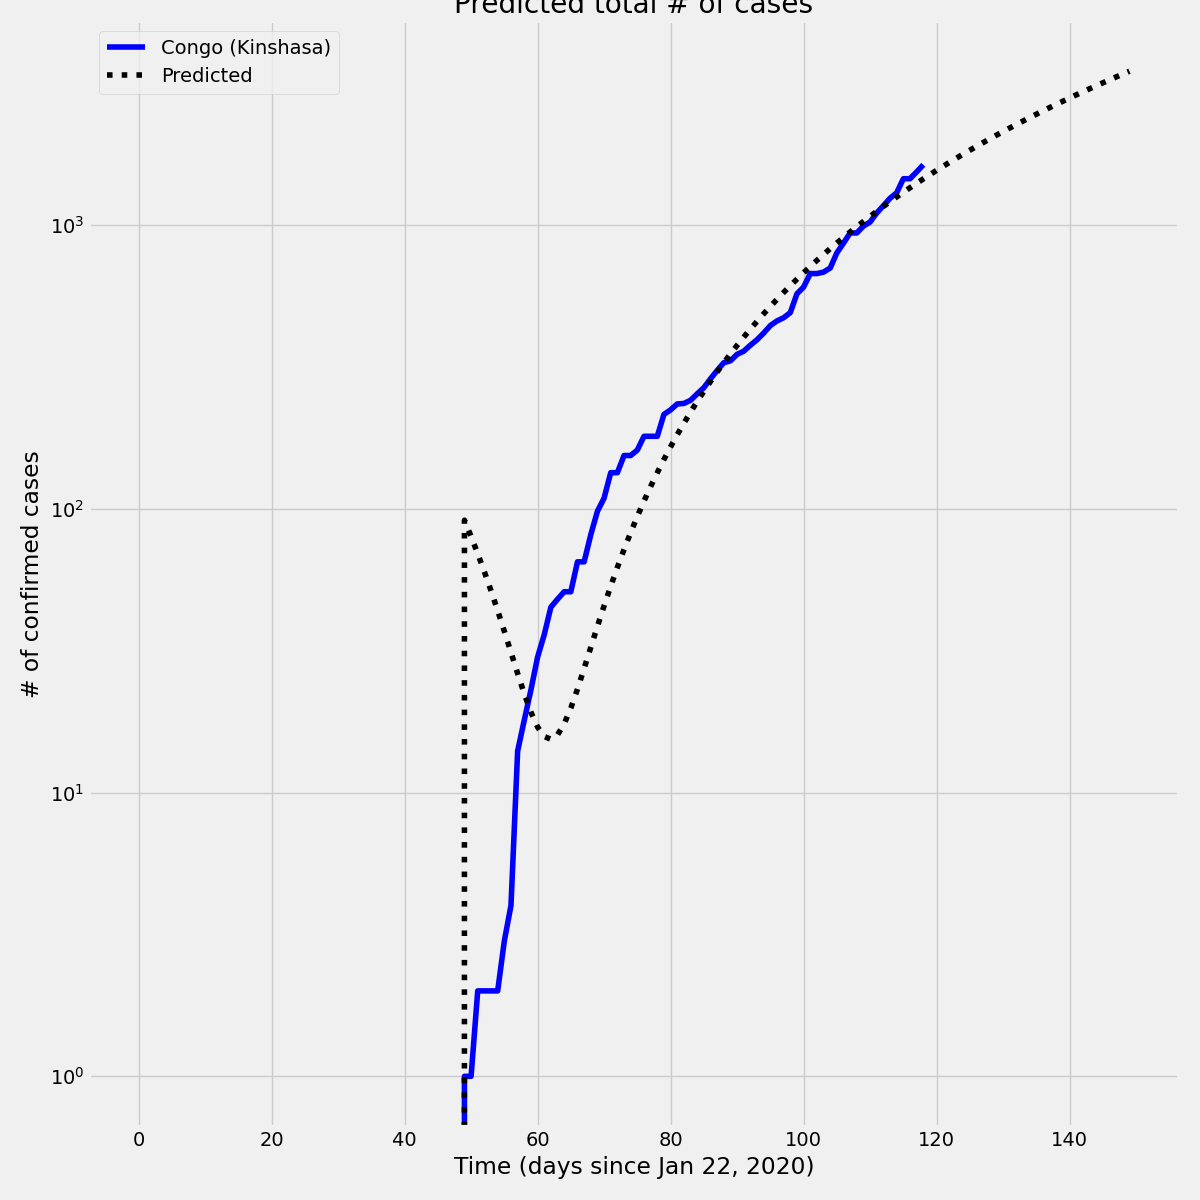 Predicted total # of cases
Congo (Kinshasa)
Predicted
# of confirmed cases
10³
10²
10¹
10⁰
0 20 40 60 80 100 120 140
Time (days since Jan 22, 2020)